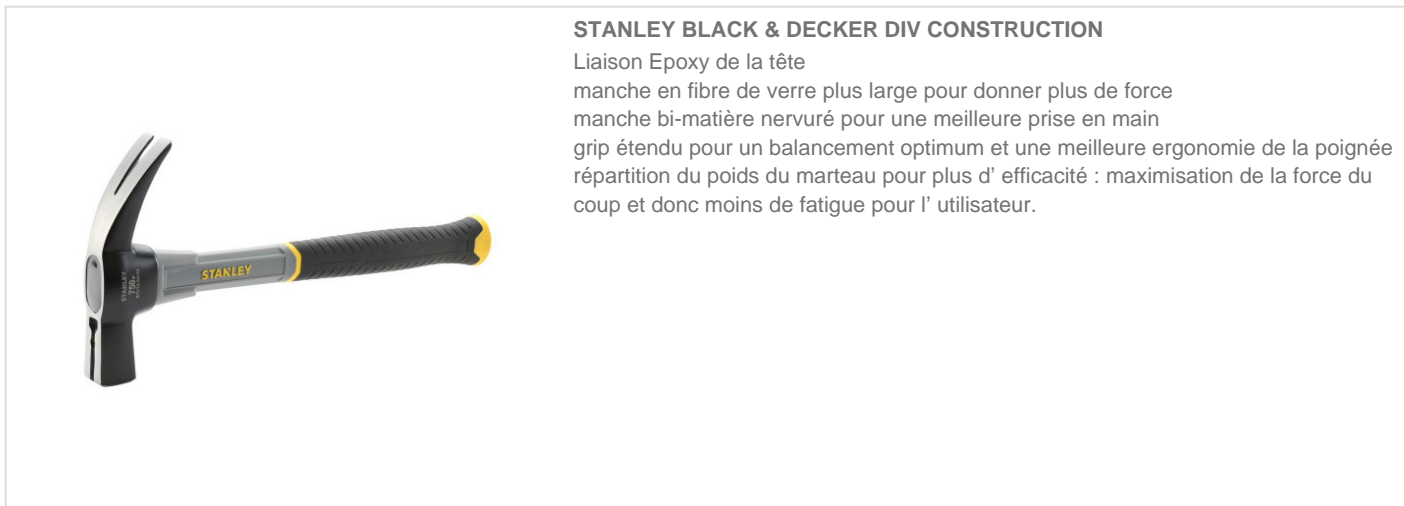 STANLEY BLACK & DECKER DIV CONSTRUCTION
Liaison Epoxy de la tête
manche en fibre de verre plus large pour donner plus de force
manche bi-matière nervuré pour une meilleure prise en main
grip étendu pour un balancement optimum et une meilleure ergonomie de la poignée
répartition du poids du marteau pour plus d’ efficacité : maximisation de la force du
coup et donc moins de fatigue pour l’ utilisateur.
STANLEY
STANLEY
750g